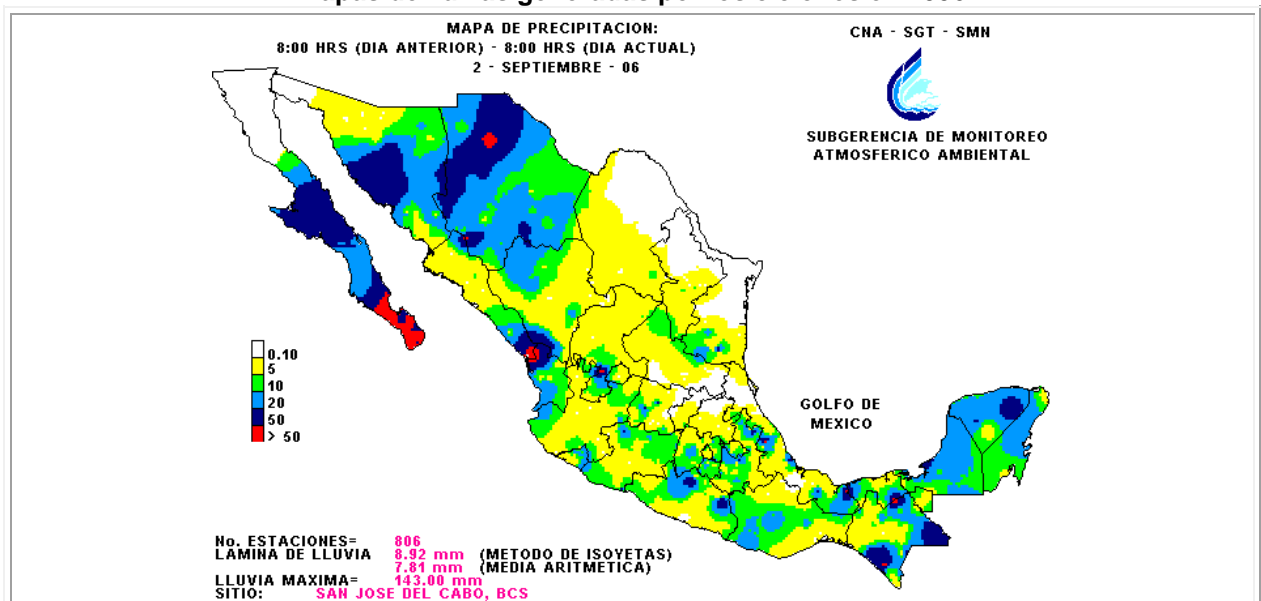 MAPA DE PRECIPITACION:
8:00 HRS (DIA ANTERIOR) - 8:00 HRS (DIA ACTUAL)
2 - SEPTIEMBRE - 06
CNA - SGT - SMN
SUBGERENCIA DE MONITOREO
ATMOSFERICO AMBIENTAL
0.10
5
10
20
50
> 50
GOLFO DE
MEXICO
No. ESTACIONES= 806
LAMINA DE LLUVIA 8.92 mm (METODO DE ISOYETAS)
7.81 mm (MEDIA ARITMETICA)
LLUVIA MAXIMA= 143.00 mm
SITIO: SAN JOSE DEL CABO, BCS